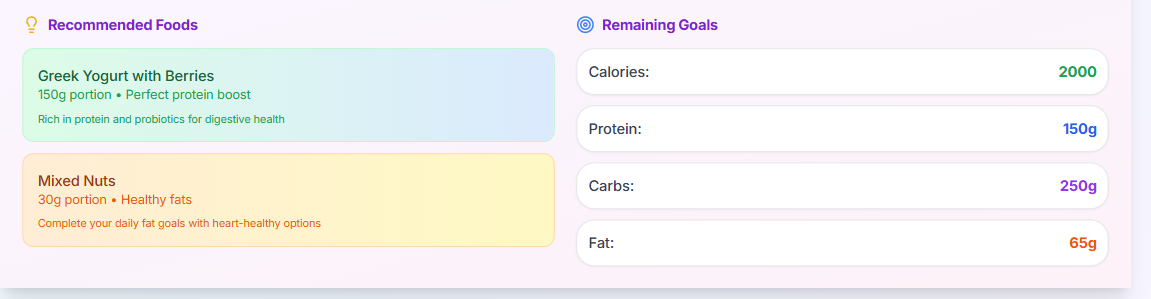 Recommended Foods
Greek Yogurt with Berries
150g portion • Perfect protein boost
Rich in protein and probiotics for digestive health
Mixed Nuts
30g portion • Healthy fats
Complete your daily fat goals with heart-healthy options
Remaining Goals
Calories: 2000
Protein: 150g
Carbs: 250g
Fat: 65g